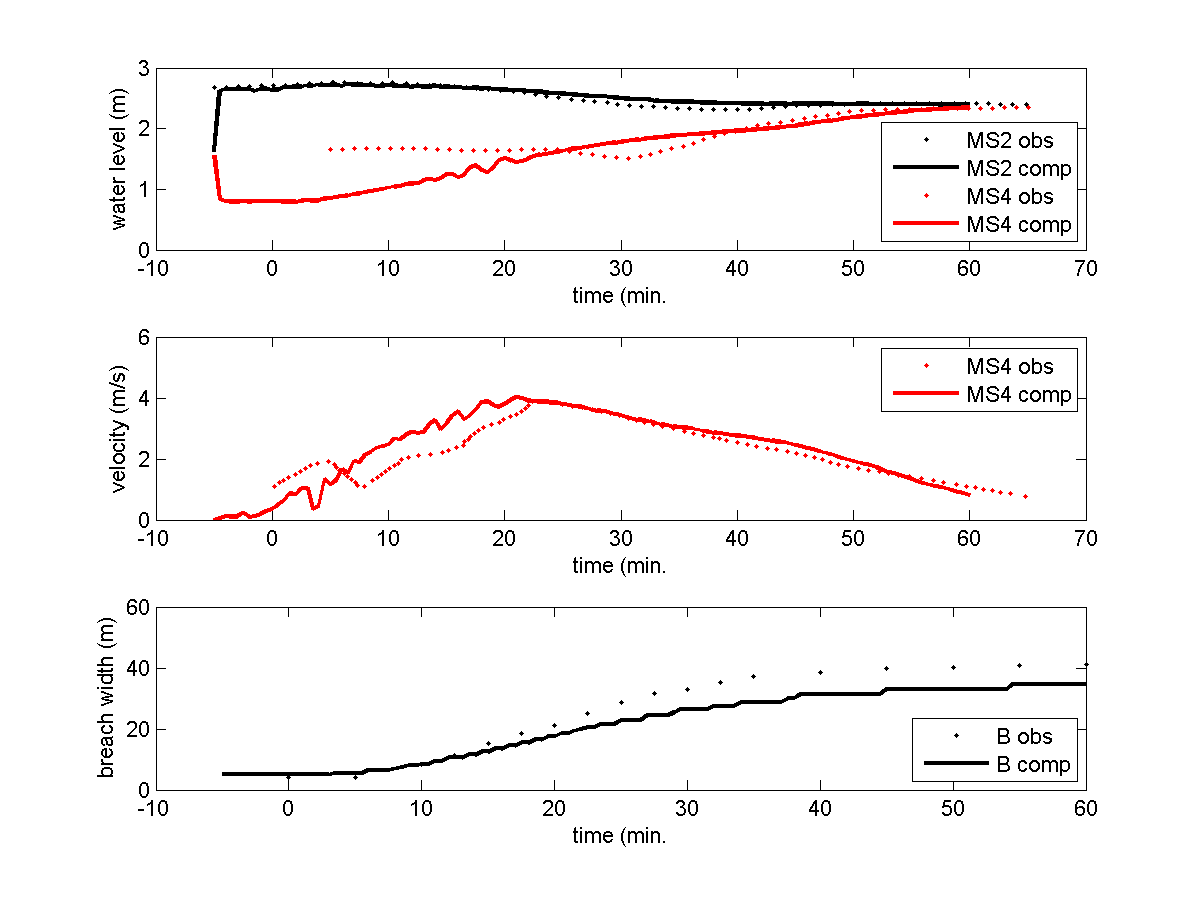 3
2
1
0
water level (m)
-10 0 10 20 30 40 50 60 70
time (min.
MS2 obs
MS2 comp
MS4 obs
MS4 comp
6
4
2
0
velocity (m/s)
-10 0 10 20 30 40 50 60 70
time (min.
MS4 obs
MS4 comp
60
40
20
0
breach width (m)
-10 0 10 20 30 40 50 60
time (min.
B obs
B comp